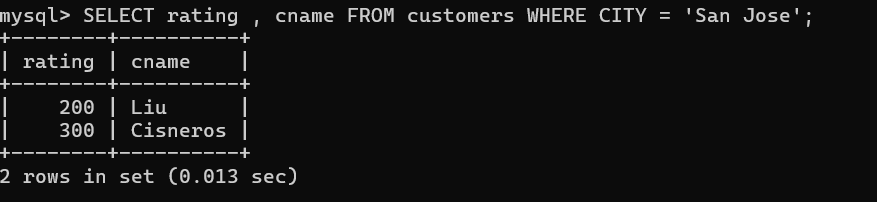 mysql> SELECT rating , cname FROM customers WHERE CITY = 'San Jose';
+--------+----------+
| rating | cname    |
+--------+----------+
|    200 | Liu      |
|    300 | Cisneros |
+--------+----------+
2 rows in set (0.013 sec)